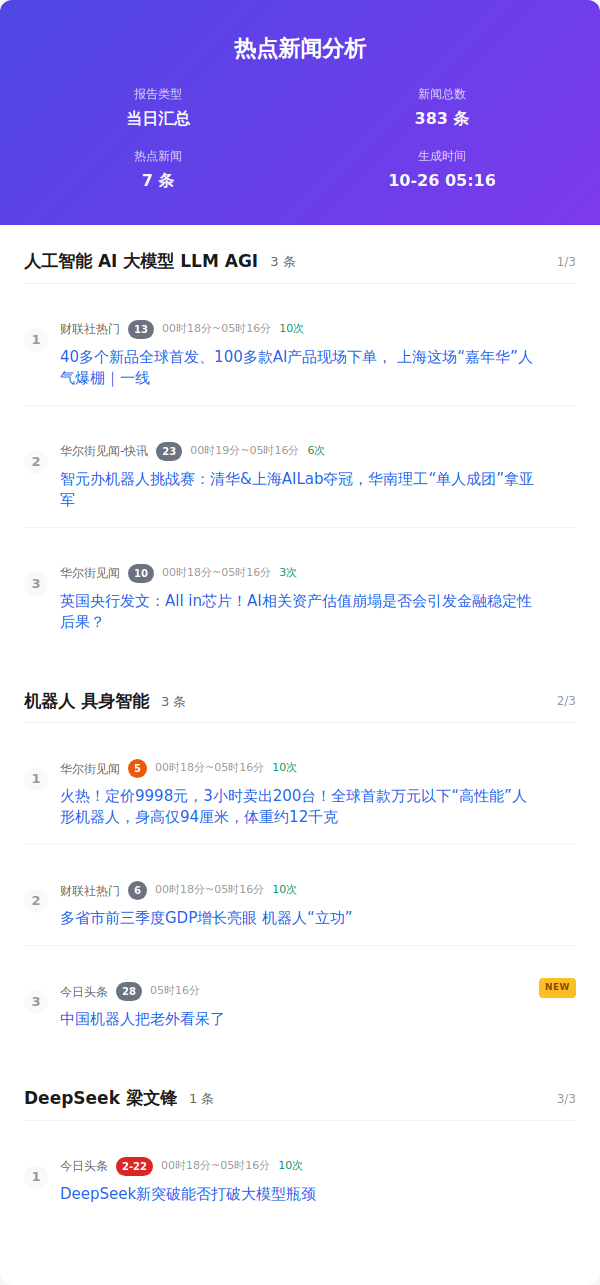 热点新闻分析
报告类型
新闻总数
当日汇总
383 条
热点新闻
生成时间
7 条
10-26 05:16
人工智能 AI 大模型 LLM AGI 3 条 1/3
1
财联社热门 13 00时18分~05时16分 10次
40多个新品全球首发、100多款AI产品现场下单， 上海这场“嘉年华”人
气爆棚｜一线
2
华尔街见闻-快讯 23 00时19分~05时16分 6次
智元办机器人挑战赛：清华&上海AILab夺冠，华南理工“单人成团”拿亚
军
3
华尔街见闻 10 00时18分~05时16分 3次
英国央行发文：All in芯片！AI相关资产估值崩塌是否会引发金融稳定性
后果？
机器人 具身智能 3 条 2/3
1
华尔街见闻 5 00时18分~05时16分 10次
火热！定价9998元，3小时卖出200台！全球首款万元以下“高性能”人
形机器人，身高仅94厘米，体重约12千克
2
财联社热门 6 00时18分~05时16分 10次
多省市前三季度GDP增长亮眼 机器人“立功”
3
今日头条 28 05时16分 NEW
中国机器人把老外看呆了
DeepSeek 梁文锋 1 条 3/3
1
今日头条 2-22 00时18分~05时16分 10次
DeepSeek新突破能否打破大模型瓶颈